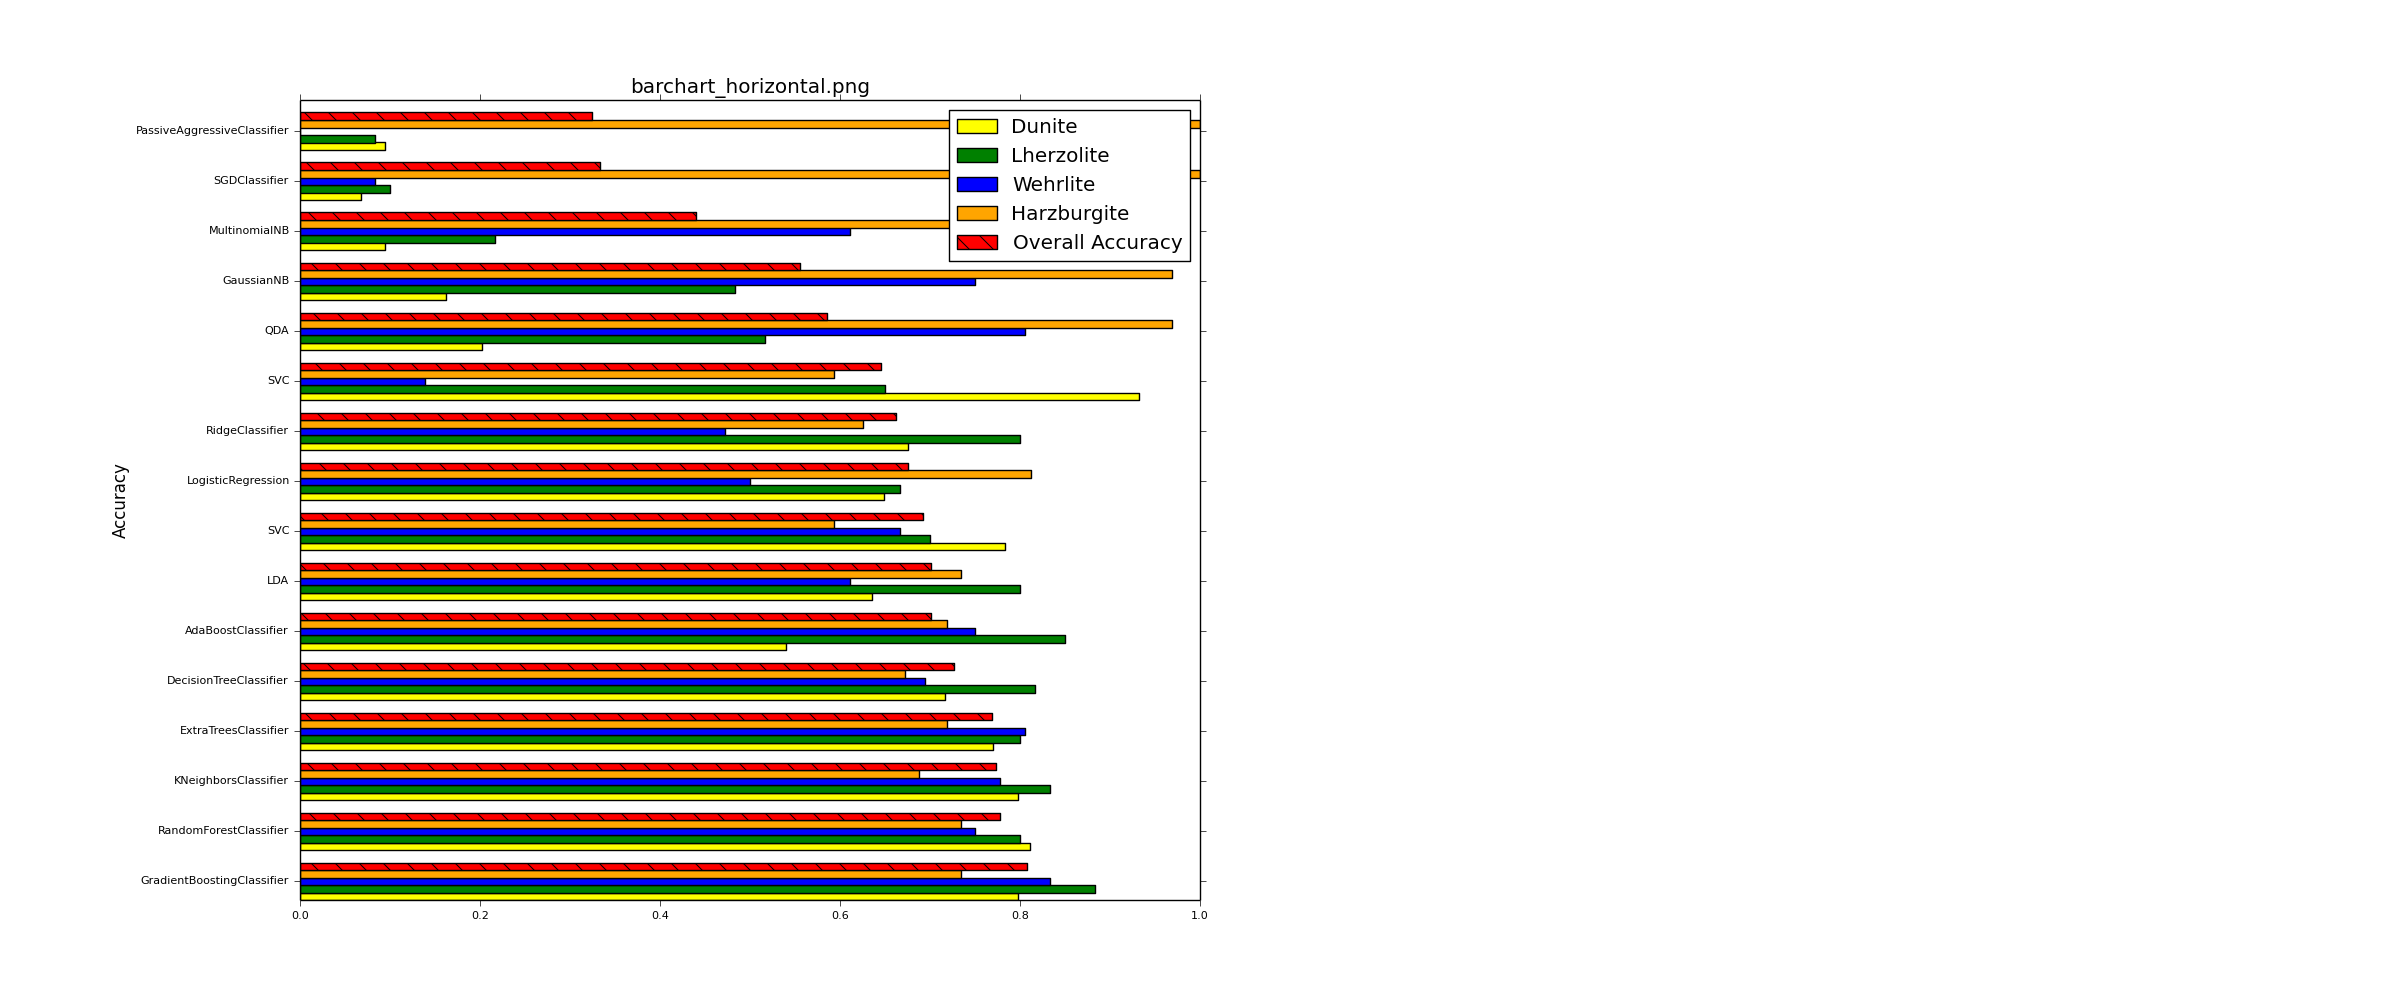 barchart_horizontal.png
PassiveAggressiveClassifier
SGDClassifier
MultinomialNB
GaussianNB
QDA
SVC
RidgeClassifier
LogisticRegression
SVC
LDA
AdaBoostClassifier
DecisionTreeClassifier
ExtraTreesClassifier
KNeighborsClassifier
RandomForestClassifier
GradientBoostingClassifier
Accuracy
0.0 0.2 0.4 0.6 0.8 1.0
Dunite
Lherzolite
Wehrlite
Harzburgite
Overall Accuracy